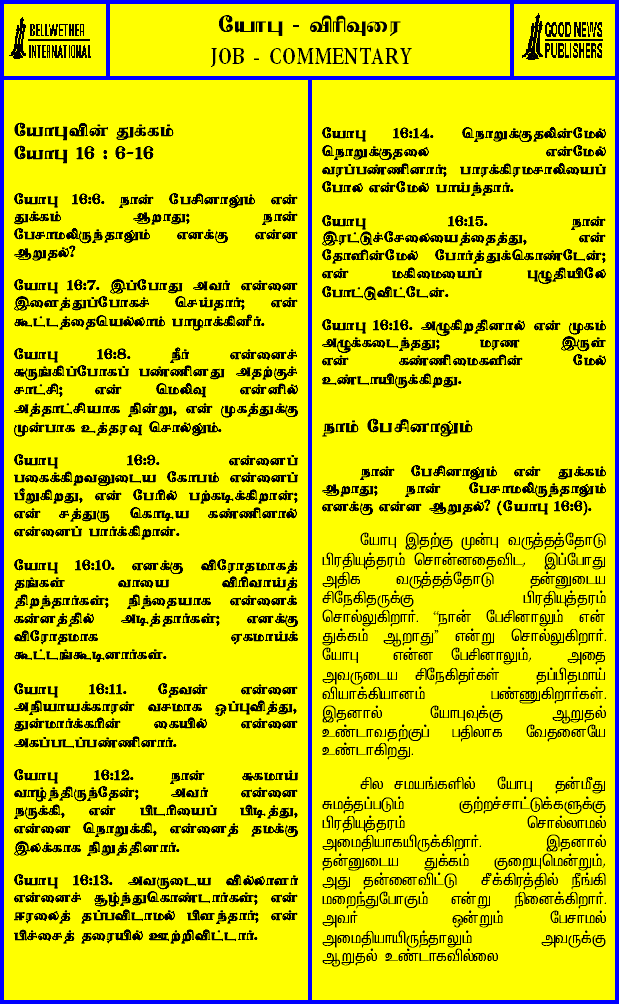 BELLWETHER
INTERNATIONAL
யோபு - விரிவுரை
JOB - COMMENTARY
GOOD NEWS
PUBLISHERS
யோபுவின் துக்கம்
யோபு 16 : 6-16
யோபு 16:6. நான் பேசினாலும் என்
துக்கம் ஆறாது; நான்
பேசாமலிருந்தாலும் எனக்கு என்ன
ஆறுதல்?
யோபு 16:7. இப்போது அவர் என்னை
இளைத்துப்போகச் செய்தார்; என்
கூட்டத்தையெல்லாம் பாழாக்கினீர்.
யோபு 16:8. நீர் என்னைச்
சுருங்கிப்போகப் பண்ணினது அதற்குச்
சாட்சி; என் மெலிவு என்னில்
அத்தாட்சியாக நின்று, என் முகத்துக்கு
முன்பாக உத்தரவு சொல்லும்.
யோபு 16:9. என்னைப்
பகைக்கிறவனுடைய கோபம் என்னைப்
பீறுகிறது, என் பேரில் பற்கடிக்கிறான்;
என் சத்துரு கொடிய கண்ணினால்
என்னைப் பார்க்கிறான்.
யோபு 16:10. எனக்கு விரோதமாகத்
தங்கள் வாயை விரிவாய்த்
திறந்தார்கள்; நிந்தையாக என்னைக்
கன்னத்தில் அடித்தார்கள்; எனக்கு
விரோதமாக ஏகமாய்க்
கூட்டங்கூடினார்கள்.
யோபு 16:11. தேவன் என்னை
அநியாயக்காரன் வசமாக ஒப்புவித்து,
துன்மார்க்கரின் கையில் என்னை
அகப்படப்பண்ணினார்.
யோபு 16:12. நான் சுகமாய்
வாழ்ந்திருந்தேன்; அவர் என்னை
நருக்கி, என் பிடரியைப் பிடித்து,
என்னை நொறுக்கி, என்னைத் தமக்கு
இலக்காக நிறுத்தினார்.
யோபு 16:13. அவருடைய வில்லாளர்
என்னைச் சூழ்ந்துகொண்டார்கள்; என்
ஈரலைத் தப்பவிடாமல் பிளந்தார்; என்
பிச்சைத் தரையில் ஊற்றிவிட்டார்.
யோபு 16:14. நொறுக்குதலின்மேல்
நொறுக்குதலை என்மேல்
வரப்பண்ணினார்; பாரக்கிரமசாலியைப்
போல என்மேல் பாய்ந்தார்.
யோபு 16:15. நான்
இரட்டுச்சேலையைத்தைத்து, என்
தோளின்மேல் போர்த்துக்கொண்டேன்;
என் மகிமையைப் புழுதியிலே
போட்டுவிட்டேன்.
யோபு 16:16. அழுகிறதினால் என் முகம்
அழுக்கடைந்தது; மரண இருள்
என் கண்ணிமைகளின் மேல்
உண்டாயிருக்கிறது.
நாம் பேசினாலும்
நான் பேசினாலும் என் துக்கம்
ஆறாது; நான் பேசாமலிருந்தாலும்
எனக்கு என்ன ஆறுதல்? (யோபு 16:6).
யோபு இதற்கு முன்பு வருத்தத்தோடு
பிரதியுத்தரம் சொன்னதைவிட, இப்போது
அதிக வருத்தத்தோடு தன்னுடைய
சிநேகிதருக்கு பிரதியுத்தரம்
சொல்லுகிறார். “நான் பேசினாலும் என்
துக்கம் ஆறாது” என்று சொல்லுகிறார்.
யோபு என்ன பேசினாலும், அதை
அவருடைய சிநேகிதர்கள் தப்பிதமாய்
வியாக்கியானம் பண்ணுகிறார்கள்.
இதனால் யோபுவுக்கு ஆறுதல்
உண்டாவதற்குப் பதிலாக வேதனையே
உண்டாகிறது.
சில சமயங்களில் யோபு தன்மீது
சுமத்தப்படும் குற்றச்சாட்டுக்களுக்கு
பிரதியுத்தரம் சொல்லாமல்
அமைதியாகயிருக்கிறார். இதனால்
தன்னுடைய துக்கம் குறையுமென்றும்,
அது தன்னைவிட்டு சீக்கிரத்தில் நீங்கி
மறைந்துபோகும் என்று நினைக்கிறார்.
அவர் ஒன்றும் பேசாமல்
அமைதியாயிருந்தாலும் அவருக்கு
ஆறுதல் உண்டாகவில்லை